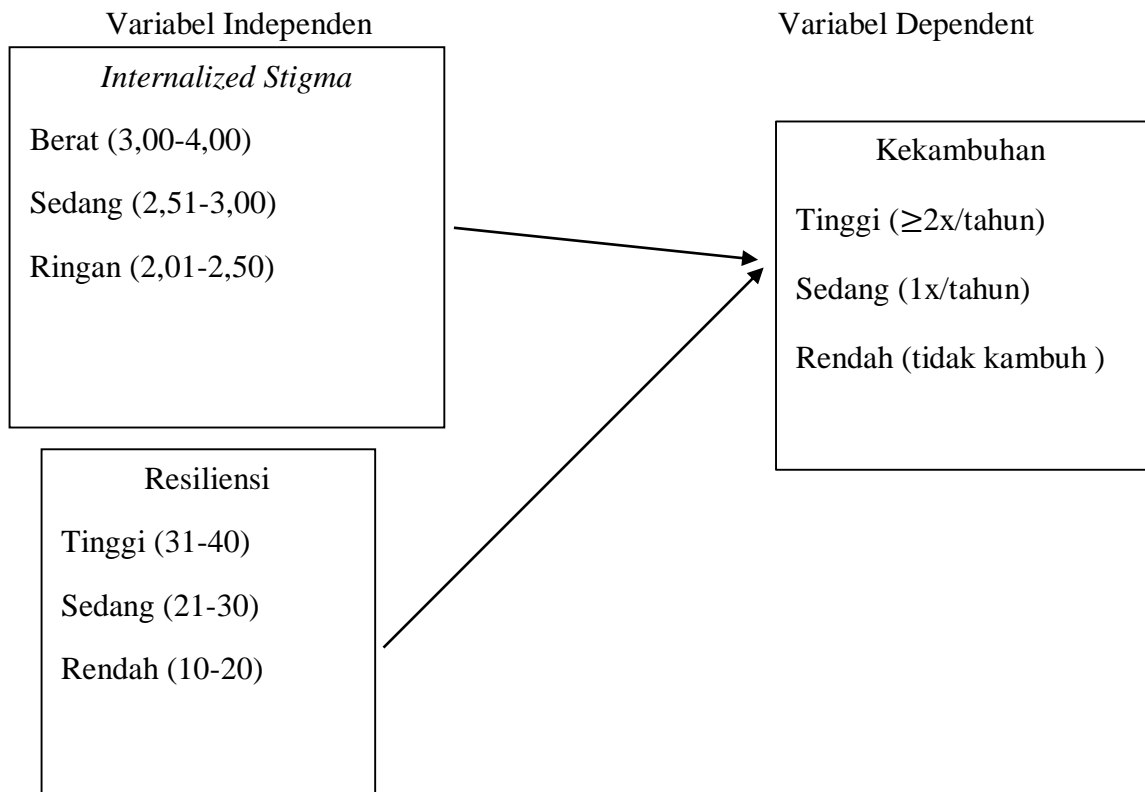 Variabel Independen
Internalized Stigma
Berat (3,00-4,00)
Sedang (2,51-3,00)
Ringan (2,01-2,50)
Resiliensi
Tinggi (31-40)
Sedang (21-30)
Rendah (10-20)
Variabel Dependent
Kekambuhan
Tinggi (≥2x/tahun)
Sedang (1x/tahun)
Rendah (tidak kambuh )